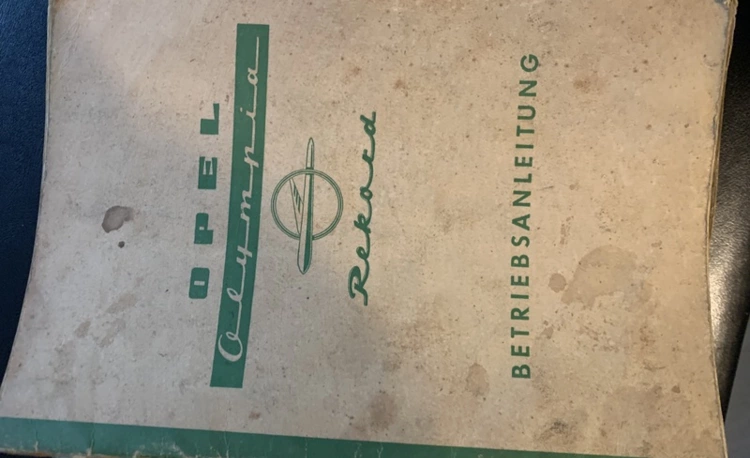 OPEL
Olympia
Rekord
BETRIEBSANLEITUNG